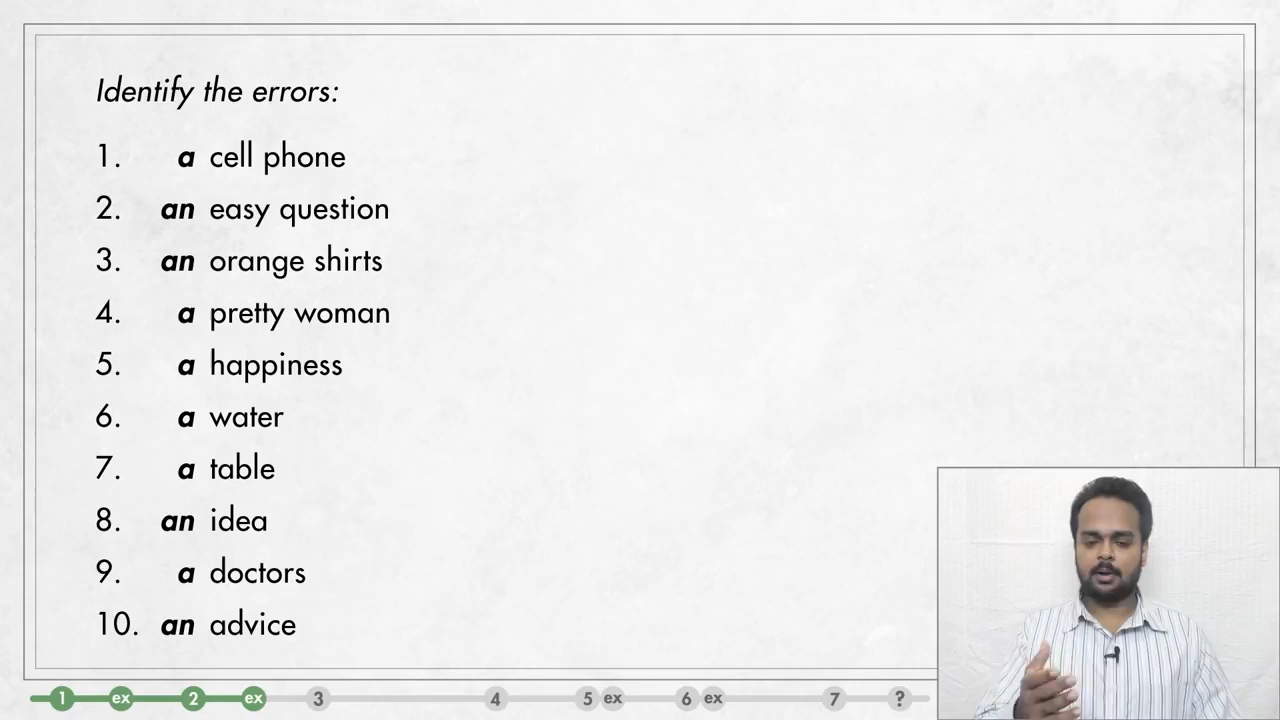 Identify the errors:
1. a cell phone
2. an easy question
3. an orange shirts
4. a pretty woman
5. a happiness
6. a water
7. a table
8. an idea
9. a doctors
10. an advice
1 ex 2 ex 3 4 5 ex 6 ex 7 ?